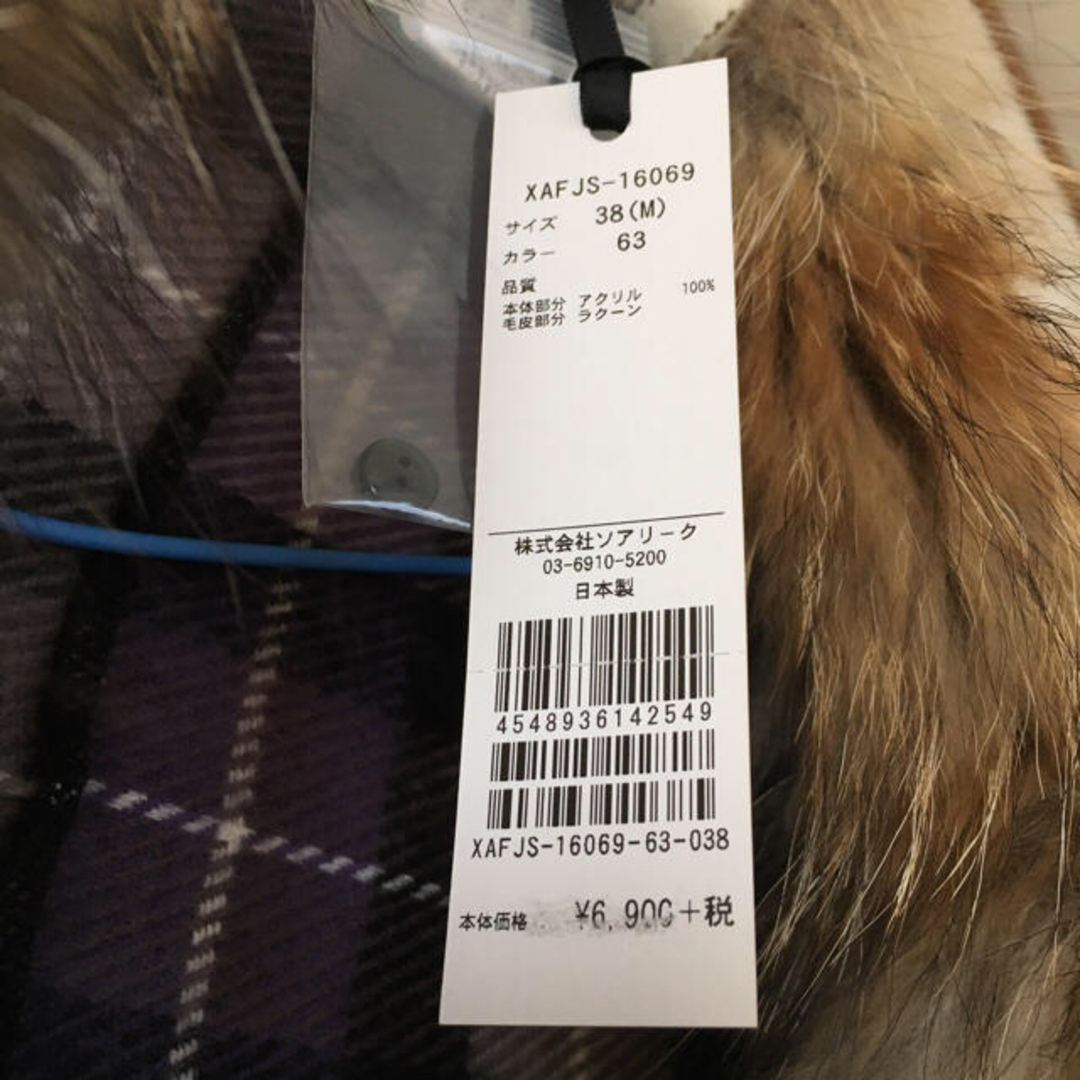 XAFJS-16069
サイズ 38(M)
カラー 63
品質
本体部分 アクリル 100%
毛皮部分 ラクーン
株式会社ソアリーク
03-6910-5200
日本製
4548936142549
XAFJS-16069-63-038
本体価格 ¥6,900+税